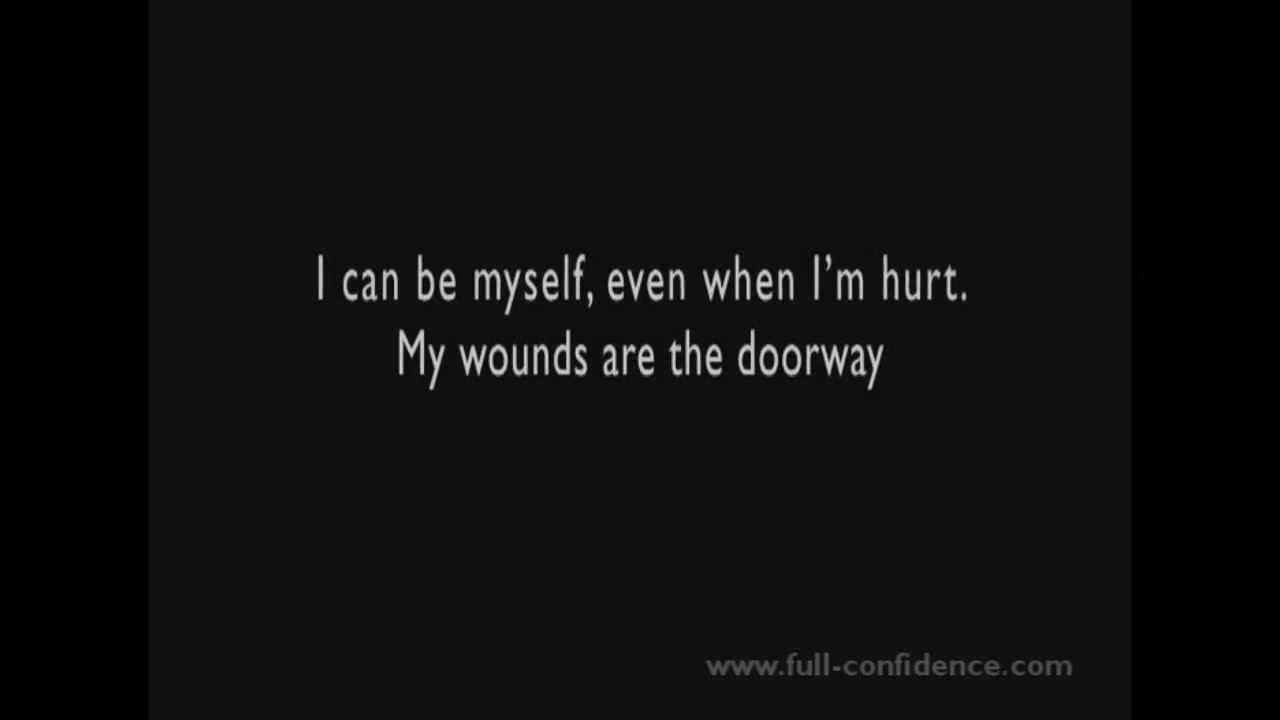 I can be myself, even when I’m hurt.
My wounds are the doorway
www.full-confidence.com